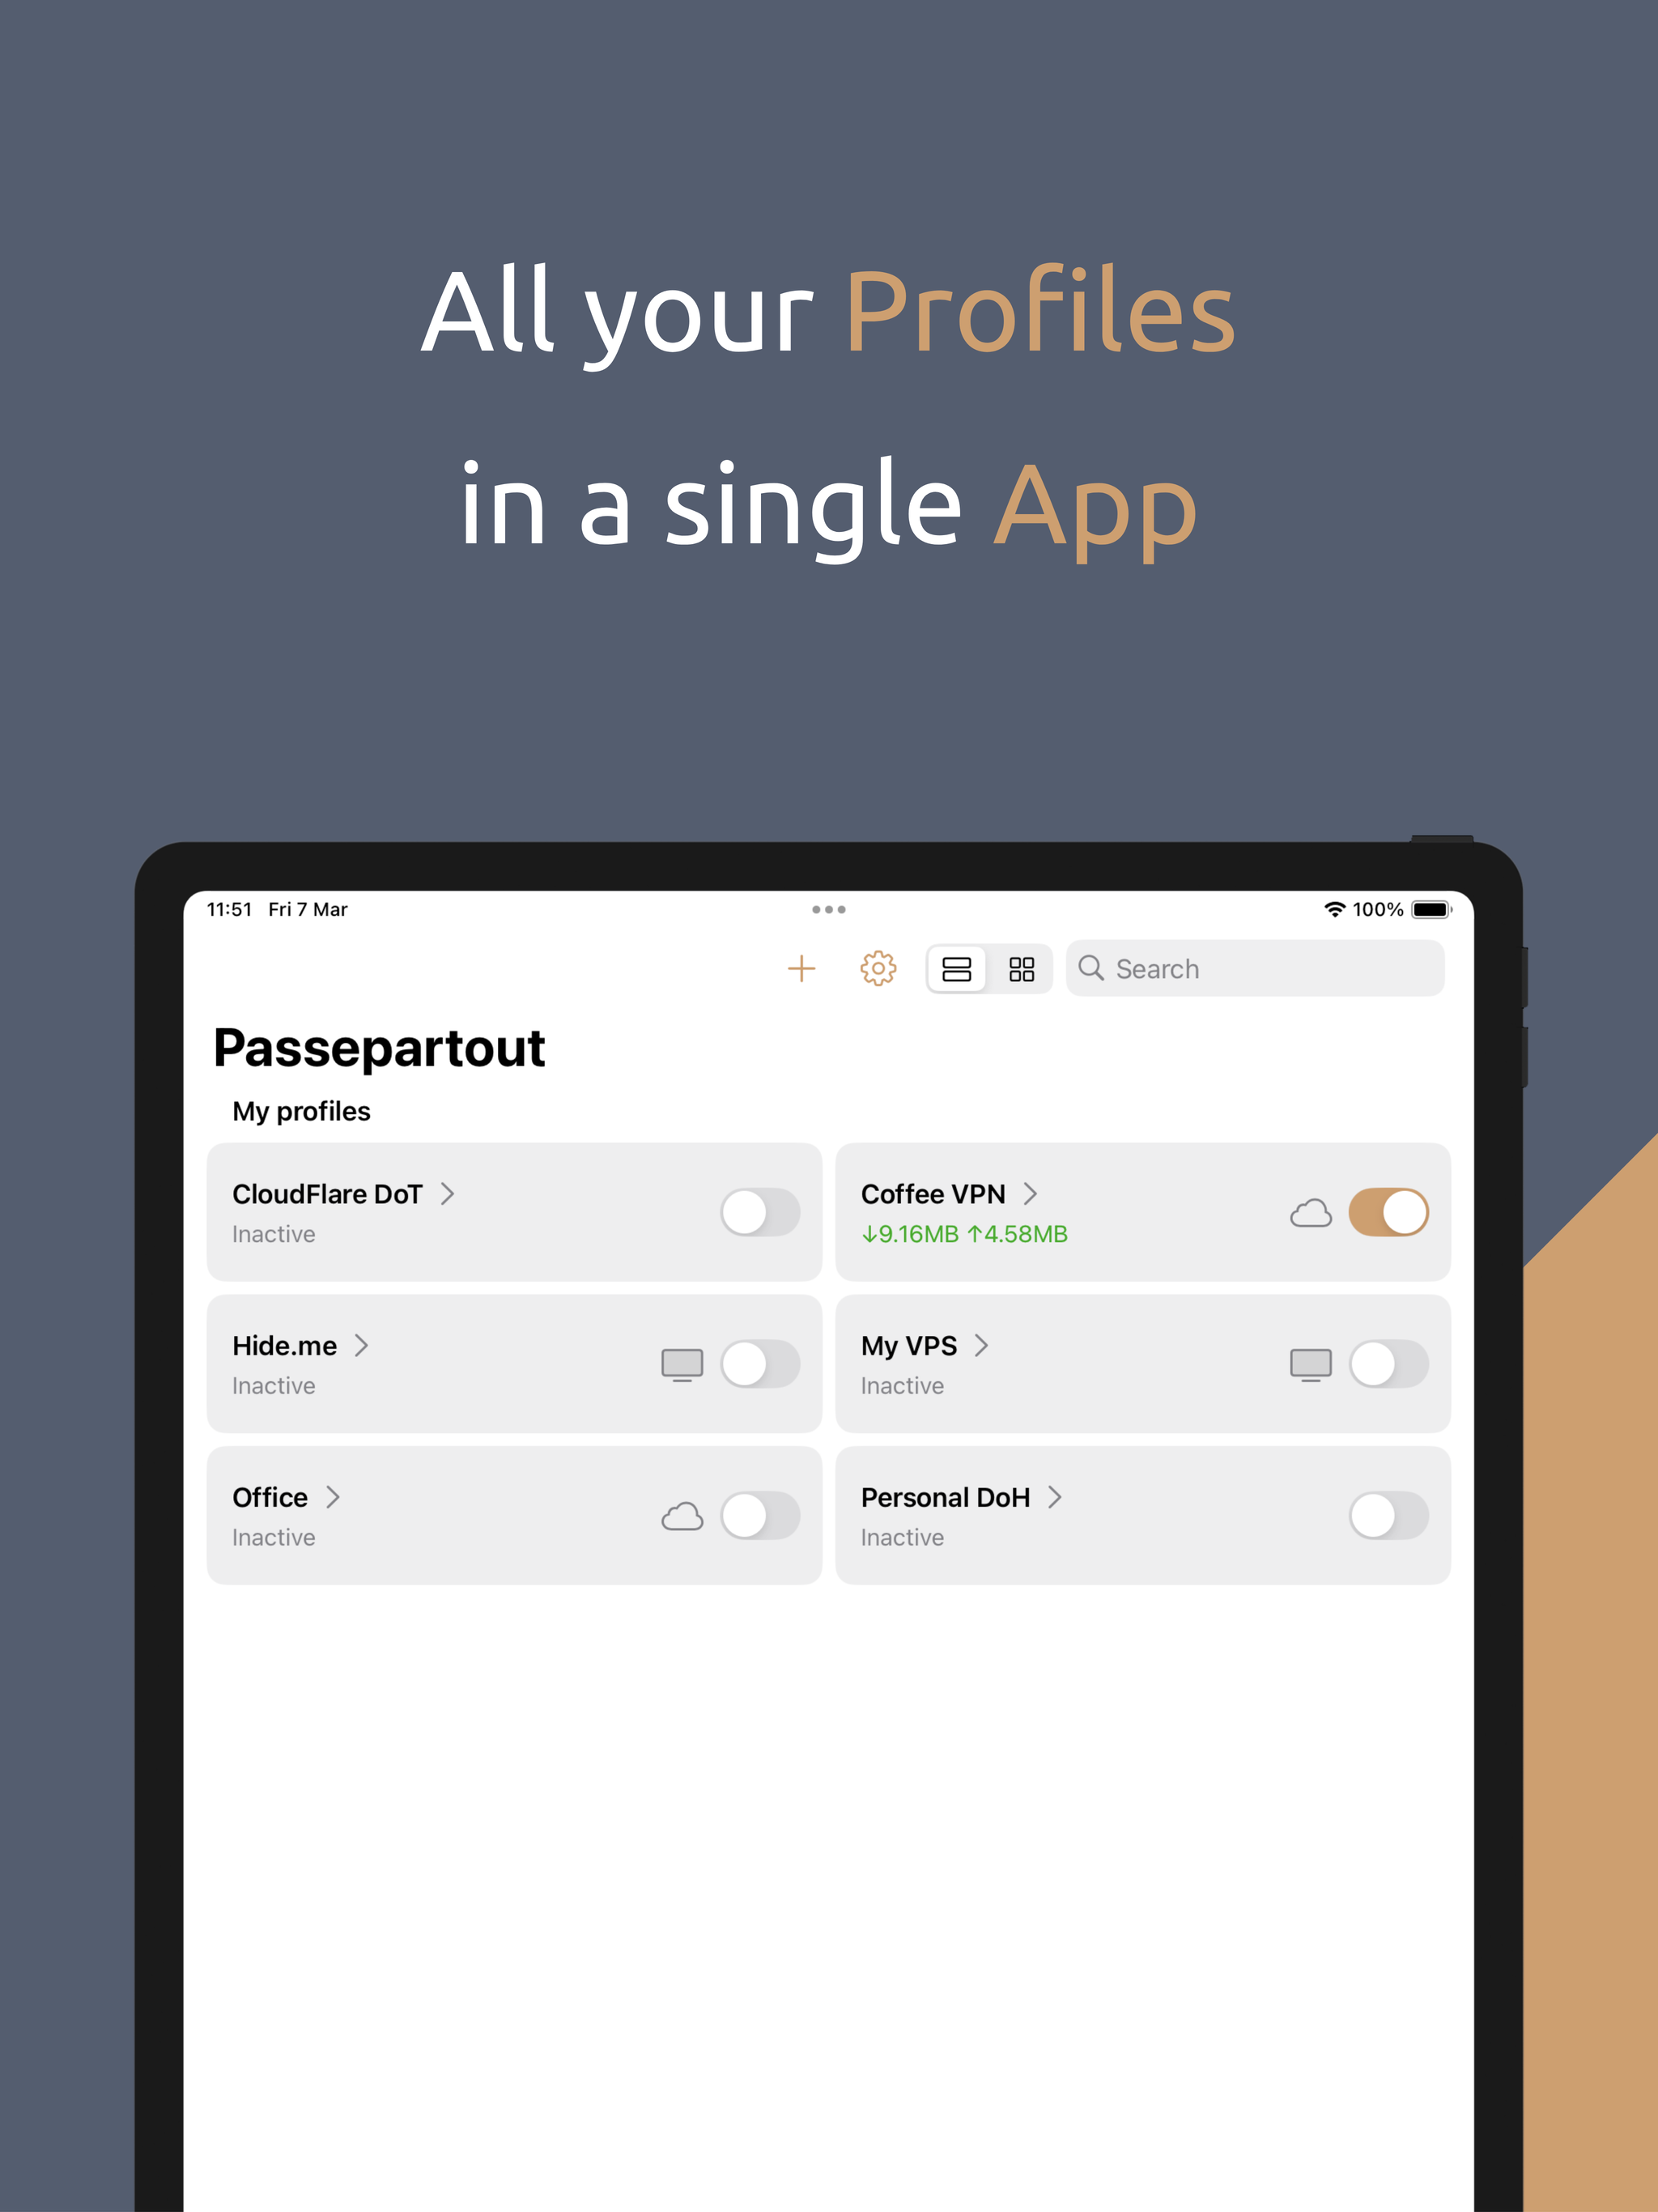 All your Profiles
in a single App
11:51 Fri 7 Mar
100%
Search
Passepartout
My profiles
CloudFlare DoT
Inactive
Coffee VPN
↓9.16MB ↑4.58MB
Hide.me
Inactive
My VPS
Inactive
Office
Inactive
Personal DoH
Inactive